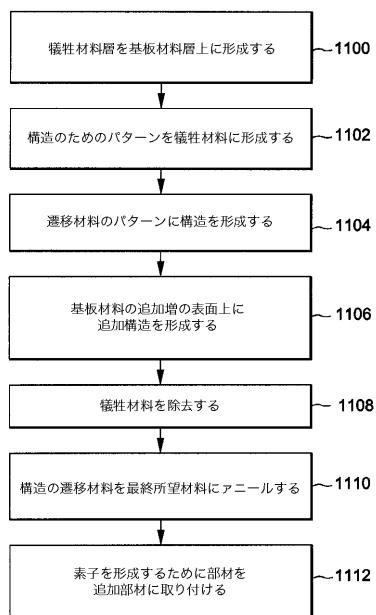 犠牲材料層を基板材料層上に形成する
1100
構造のためのパターンを犠牲材料に形成する
1102
遷移材料のパターンに構造を形成する
1104
基板材料の追加増の表面上に
追加構造を形成する
1106
犠牲材料を除去する
1108
構造の遷移材料を最終所望材料にァニールする
1110
素子を形成するために部材を
追加部材に取り付ける
1112